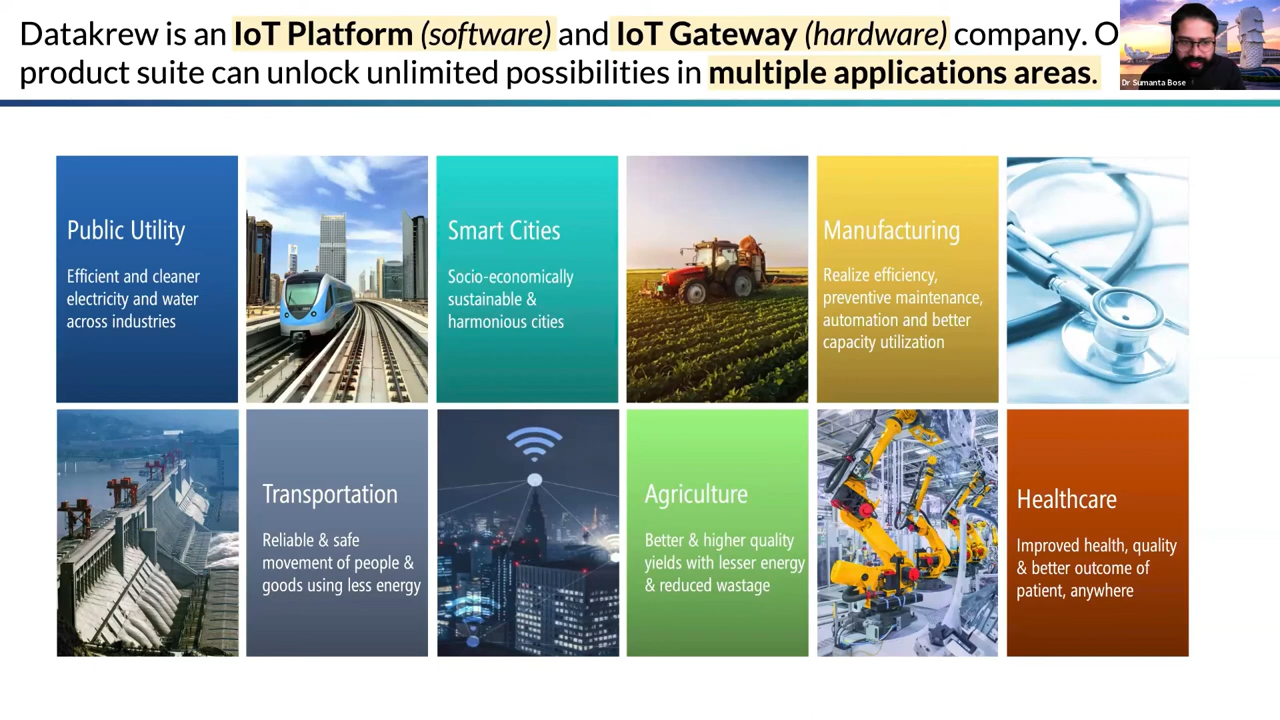 Datakrew is an IoT Platform (software) and IoT Gateway (hardware) company. O
product suite can unlock unlimited possibilities in multiple applications areas.
Dr Sumanta Bose
Public Utility
Efficient and cleaner
electricity and water
across industries
Smart Cities
Socio-economically
sustainable &
harmonious cities
Manufacturing
Realize efficiency,
preventive maintenance,
automation and better
capacity utilization
Transportation
Reliable & safe
movement of people &
goods using less energy
Agriculture
Better & higher quality
yields with lesser energy
& reduced wastage
Healthcare
Improved health, quality
& better outcome of
patient, anywhere